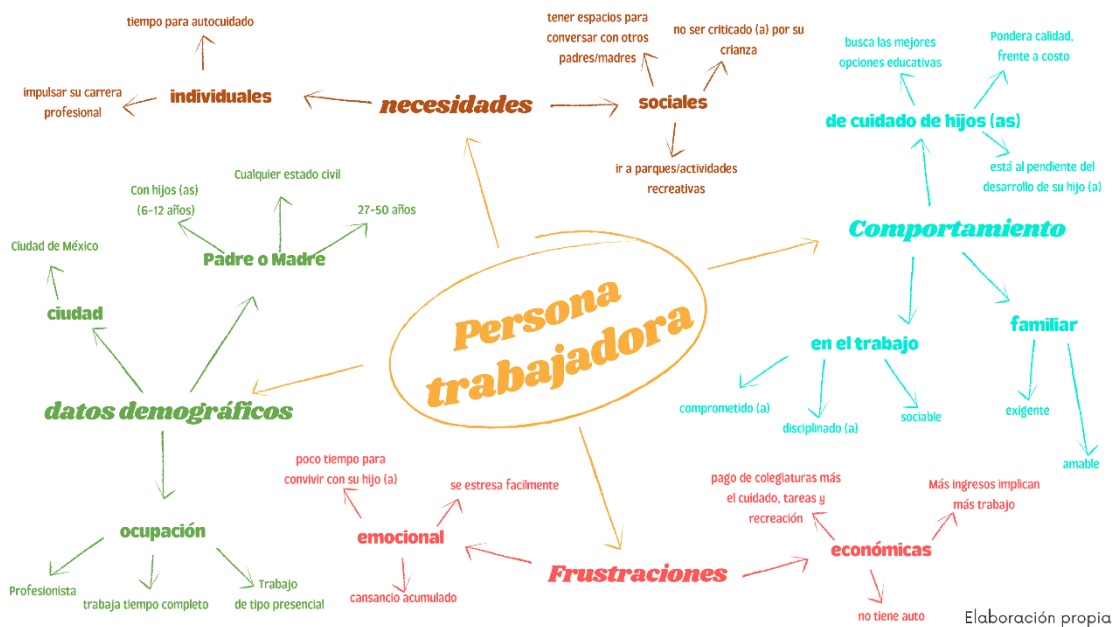 Persona
trabajadora
necesidades
individuales
tiempo para autocuidado
impulsar su carrera
profesional
sociales
tener espacios para
conversar con otros
padres/madres
no ser criticado (a) por su
crianza
ir a parques/actividades
recreativas
Comportamiento
de cuidado de hijos (as)
busca las mejores
opciones educativas
Pondera calidad,
frente a costo
está al pendiente del
desarrollo de su hijo (a)
en el trabajo
comprometido (a)
disciplinado (a)
sociable
familiar
exigente
amable
datos demográficos
ciudad
Ciudad de México
Padre o Madre
Con hijos (as)
(6-12 años)
Cualquier estado civil
27-50 años
ocupación
Profesionista
trabaja tiempo completo
Trabajo
de tipo presencial
Frustraciones
emocional
poco tiempo para
convivir con su hijo (a)
se estresa facilmente
cansancio acumulado
económicas
pago de colegiaturas más
el cuidado, tareas y
recreación
Más ingresos implican
más trabajo
no tiene auto
Elaboración propia